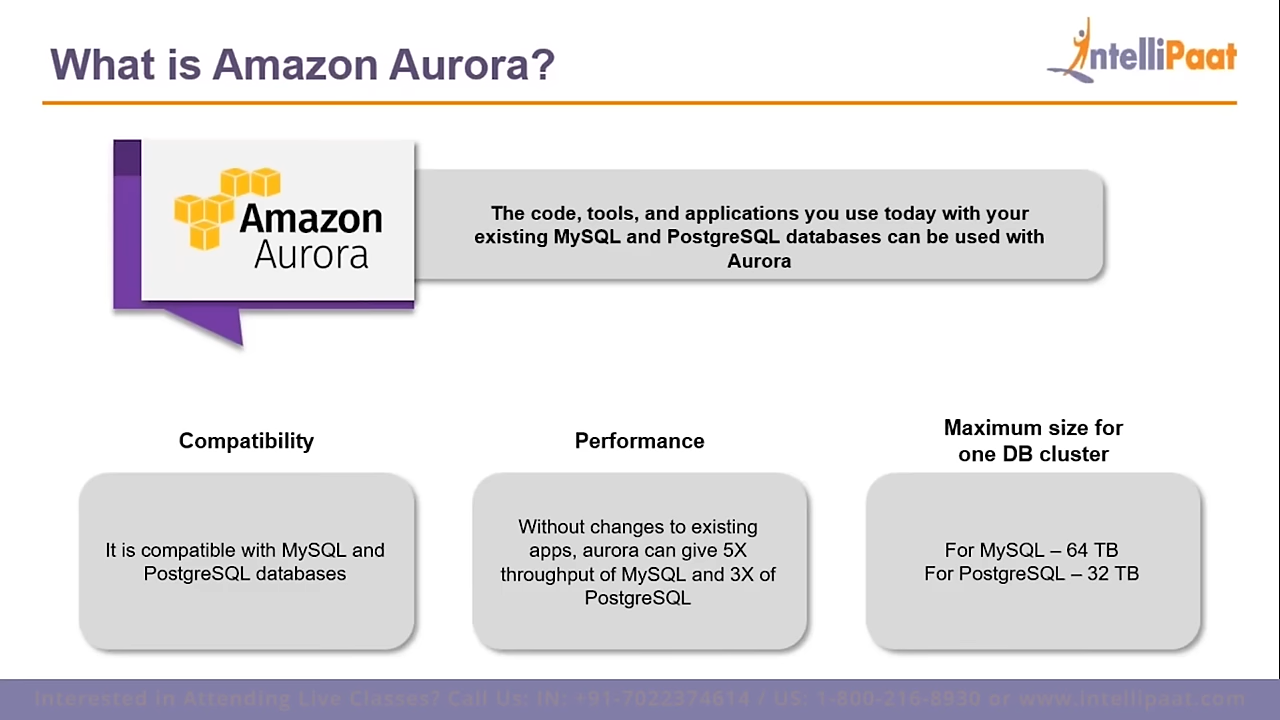 What is Amazon Aurora?
IntelliPaat
Amazon
Aurora
The code, tools, and applications you use today with your
existing MySQL and PostgreSQL databases can be used with
Aurora
Compatibility
It is compatible with MySQL and
PostgreSQL databases
Performance
Without changes to existing
apps, aurora can give 5X
throughput of MySQL and 3X of
PostgreSQL
Maximum size for
one DB cluster
For MySQL – 64 TB
For PostgreSQL – 32 TB
Interested in Attending Live Classes? Call Us: IN: +91-7022374614 / US: 1-800-216-8930 or www.intellipaat.com